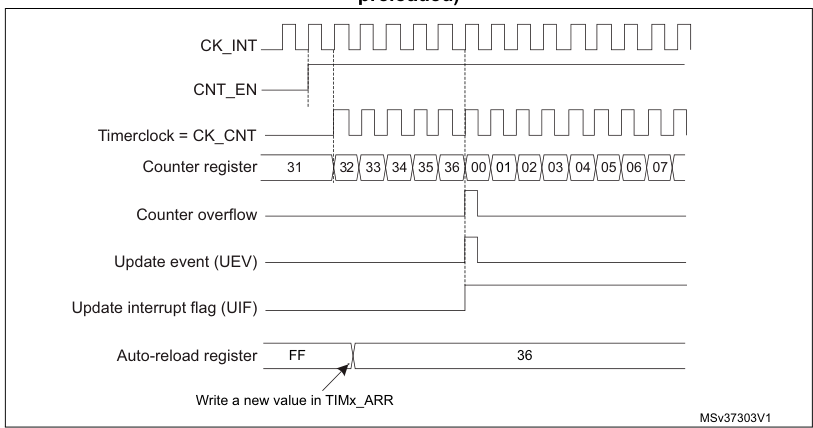 preloaded)
CK_INT
CNT_EN
Timerclock = CK_CNT
Counter register 31 32 33 34 35 36 00 01 02 03 04 05 06 07
Counter overflow
Update event (UEV)
Update interrupt flag (UIF)
Auto-reload register FF 36
Write a new value in TIMx_ARR
MSv37303V1